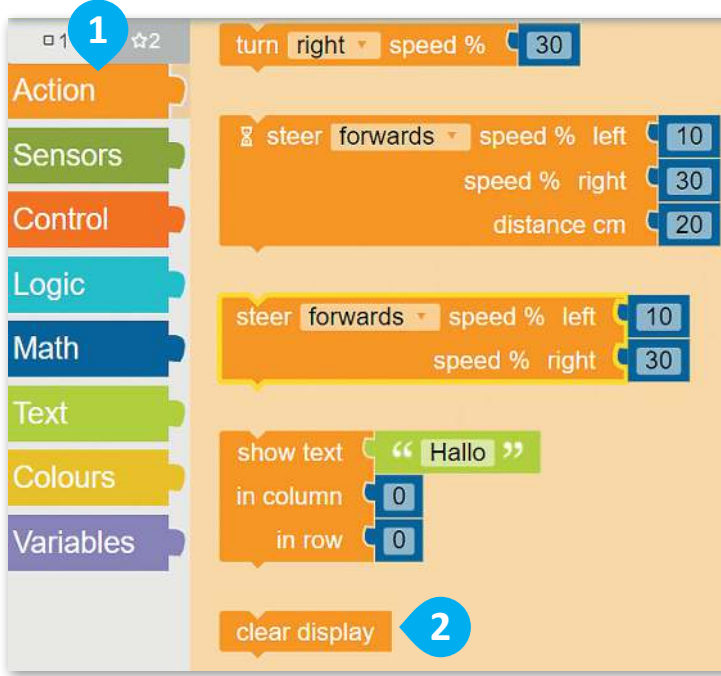 1
□1 ☆2
Action
Sensors
Control
Logic
Math
Text
Colours
Variables
turn right speed % 30
steer forwards speed % left 10
speed % right 30
distance cm 20
steer forwards speed % left 10
speed % right 30
show text “ Hallo ”
in column 0
in row 0
clear display 2